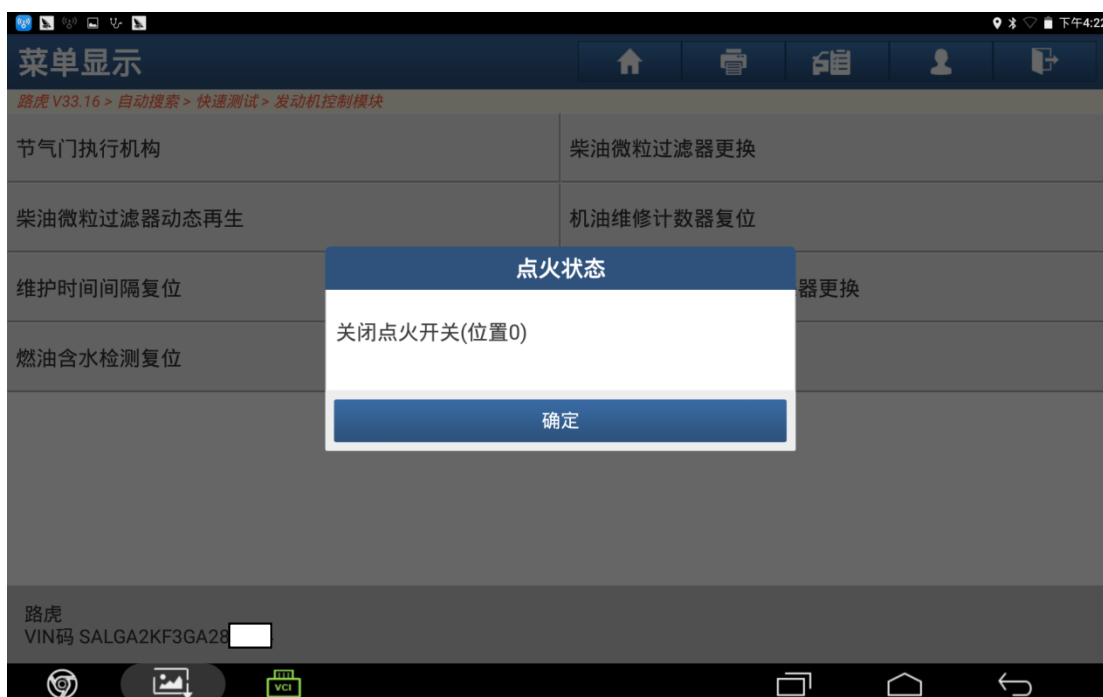 下午4:22
菜单显示
路虎 V33.16 > 自动搜索 > 快速测试 > 发动机控制模块
节气门执行机构
柴油微粒过滤器更换
柴油微粒过滤器动态再生
机油维修计数器复位
点火状态
维护时间间隔复位
器更换
关闭点火开关(位置0)
燃油含水检测复位
确定
路虎
VIN码 SALGA2KF3GA28
VCI